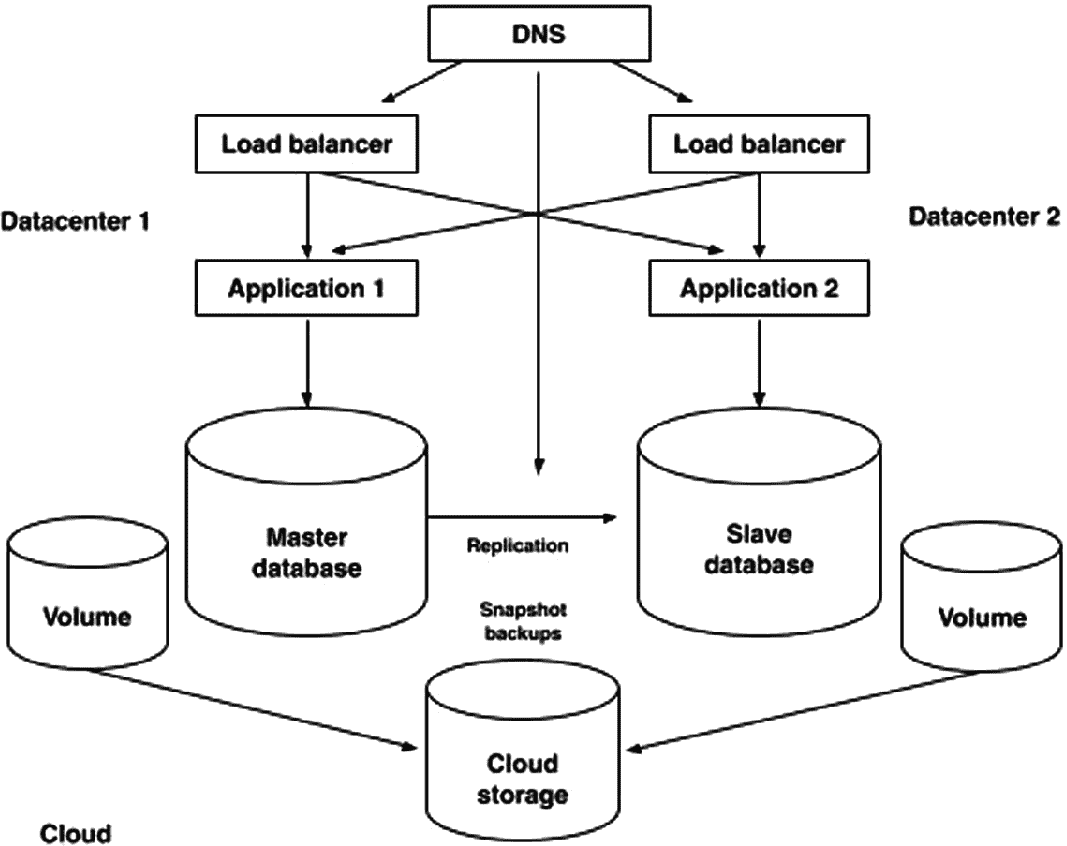 DNS
Load balancer
Load balancer
Datacenter 1
Datacenter 2
Application 1
Application 2
Master
database
Replication
Slave
database
Volume
Snapshot
backups
Volume
Cloud
storage
Cloud